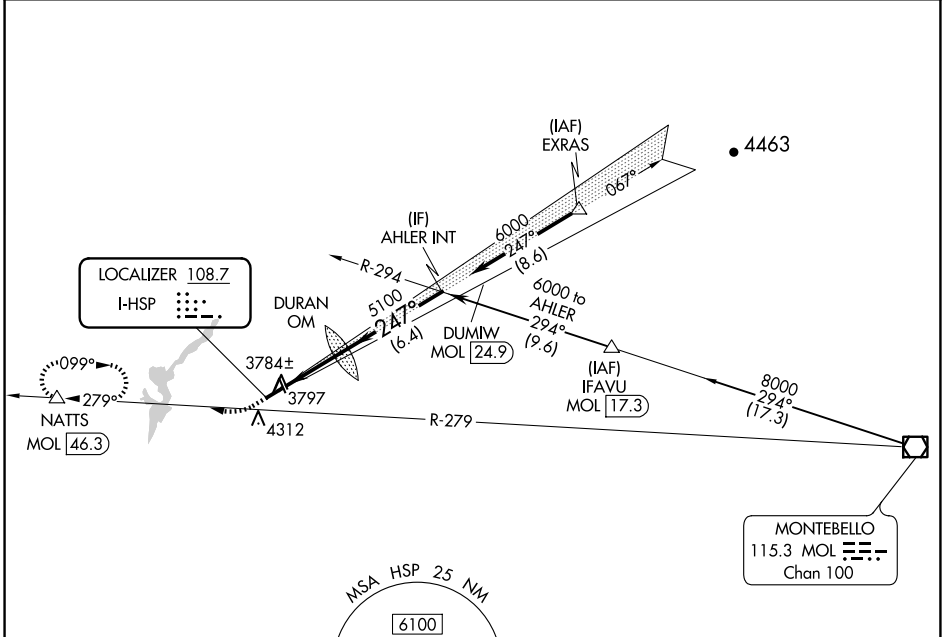 (IAF)
EXRAS
4463
067°
(IF)
AHLER INT
6000
247°
(8.6)
R-294
LOCALIZER 108.7
I-HSP
DURAN
OM
5100
247°
(6.4)
6000 to
AHLER
294°
(9.6)
DUMIW
MOL 24.9
(IAF)
IFAVU
MOL 17.3
8000
294°
(17.3)
099°
279°
NATTS
MOL 46.3
3784±
3797
4312
R-279
MONTEBELLO
115.3 MOL
Chan 100
MSA HSP 25 NM
6100